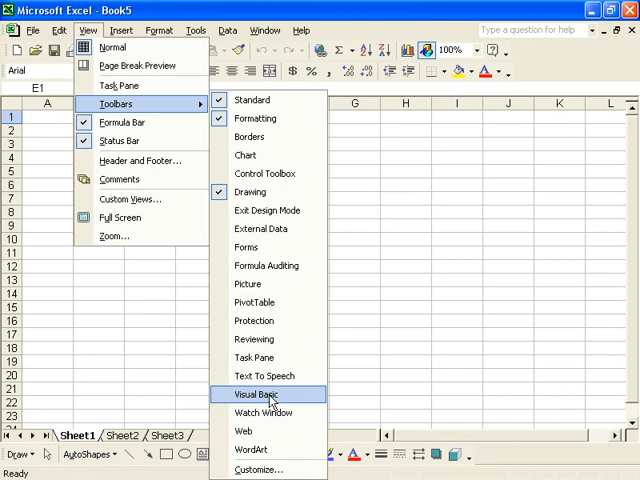 Microsoft Excel - Book5
File Edit View Insert Format Tools Data Window Help
Type a question for help
100%
Arial
B I U
$ % ,
E1
Normal
Page Break Preview
Task Pane
Toolbars
Formula Bar
Status Bar
Header and Footer...
Comments
Custom Views...
Full Screen
Zoom...
Standard
Formatting
Borders
Chart
Control Toolbox
Drawing
Exit Design Mode
External Data
Forms
Formula Auditing
Picture
PivotTable
Protection
Reviewing
Task Pane
Text To Speech
Visual Basic
Watch Window
Web
WordArt
Customize...
A G H I J K L
1
2
3
4
5
6
7
8
9
10
11
12
13
14
15
16
17
18
19
20
21
22
23
Sheet1 Sheet2 Sheet3
Draw AutoShapes
Ready